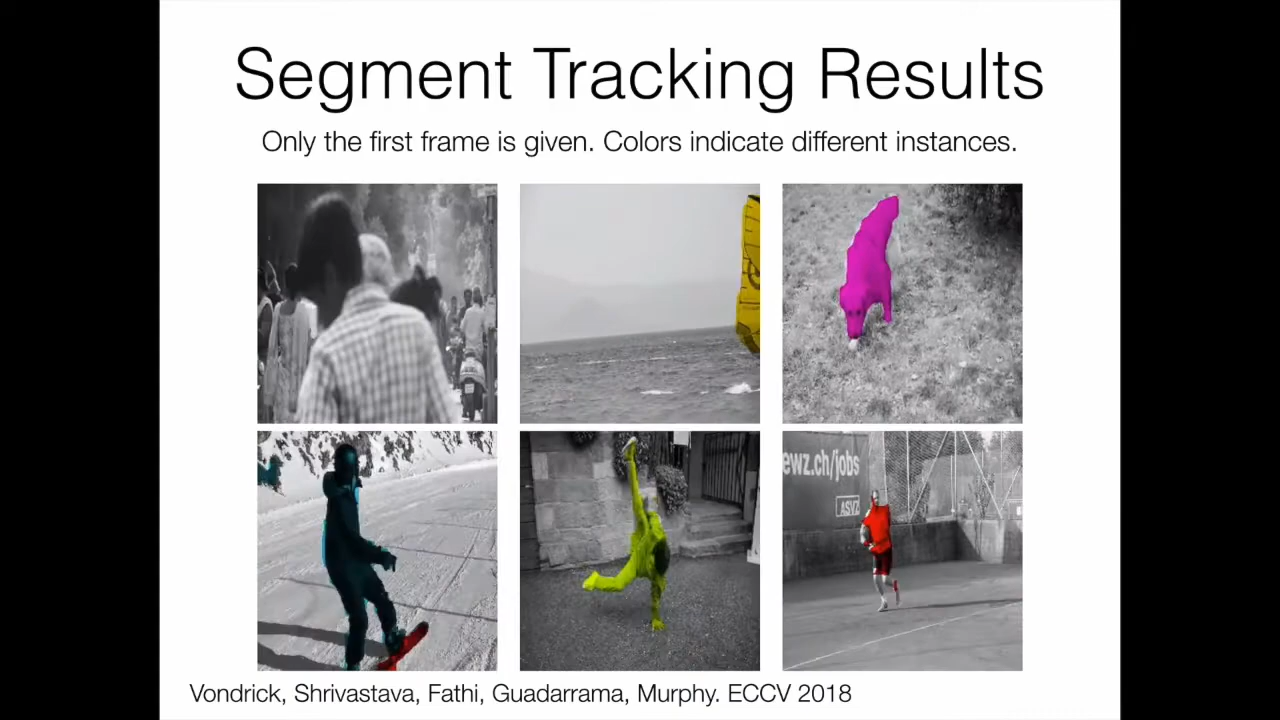 Segment Tracking Results
Only the first frame is given. Colors indicate different instances.
ewz.ch/jobs
ASVZ
Vondrick, Shrivastava, Fathi, Guadarrama, Murphy. ECCV 2018